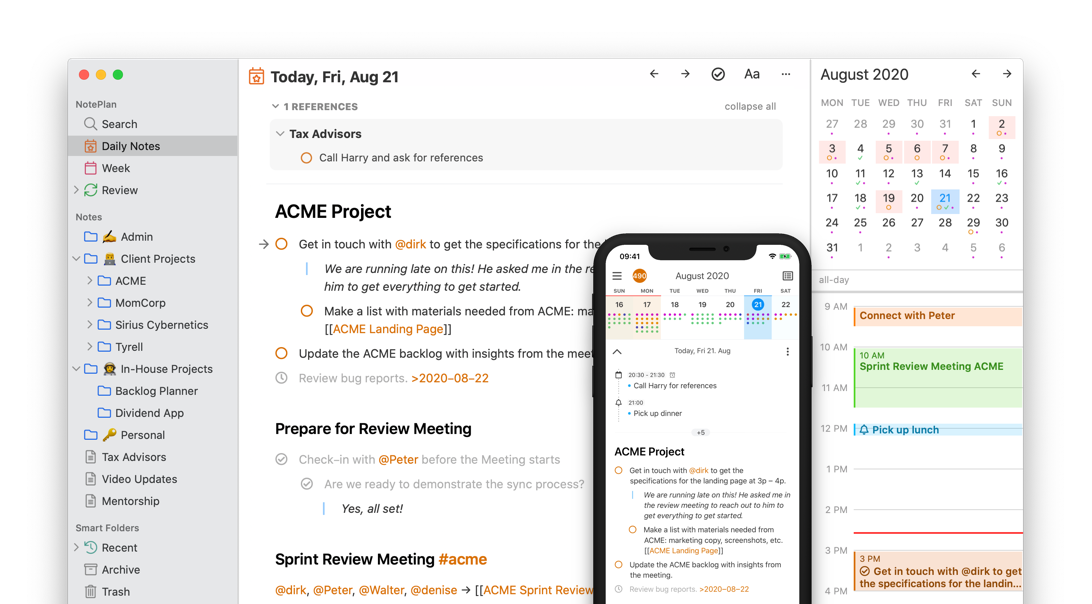 NotePlan
Search
Daily Notes
Week
Review
Notes
Admin
Client Projects
ACME
MomCorp
Sirius Cybernetics
Tyrell
In-House Projects
Backlog Planner
Dividend App
Personal
Tax Advisors
Video Updates
Mentorship
Smart Folders
Recent
Archive
Trash
Today, Fri, Aug 21
Aa
1 REFERENCES
collapse all
Tax Advisors
Call Harry and ask for references
ACME Project
Get in touch with @dirk to get the specifications for the
We are running late on this! He asked me in the re
him to get everything to get started.
Make a list with materials needed from ACME: ma
[[ACME Landing Page]]
Update the ACME backlog with insights from the meet
Review bug reports. >2020-08-22
Prepare for Review Meeting
Check-in with @Peter before the Meeting starts
Are we ready to demonstrate the sync process?
Yes, all set!
Sprint Review Meeting #acme
@dirk, @Peter, @Walter, @denise → [[ACME Sprint Review
09:41
490
August 2020
SUN MON TUE WED THU FRI SAT
16 17 18 19 20 21 22
Today, Fri 21. Aug
20:30 - 21:30
Call Harry for references
21:00
Pick up dinner
+5
ACME Project
Get in touch with @dirk to get the
specifications for the landing page at 3p – 4p.
We are running late on this! He asked me in
the review meeting to reach out to him to
get everything to get started.
Make a list with materials needed from
ACME: marketing copy, screenshots, etc.
[[ACME Landing Page]]
Update the ACME backlog with insights from
the meeting.
Review bug reports. >2020-08-22
August 2020
MON TUE WED THU FRI SAT SUN
27 28 29 30 31 1 2
3 4 5 6 7 8 9
10 11 12 13 14 15 16
17 18 19 20 21 22 23
24 25 26 27 28 29 30
31 1 2 3 4 5 6
all-day
9 AM
Connect with Peter
10 AM
10 AM
Sprint Review Meeting ACME
11 AM
12 PM
Pick up lunch
1 PM
2 PM
3 PM
3 PM
Get in touch with @dirk to get
the specifications for the landin...
4 PM